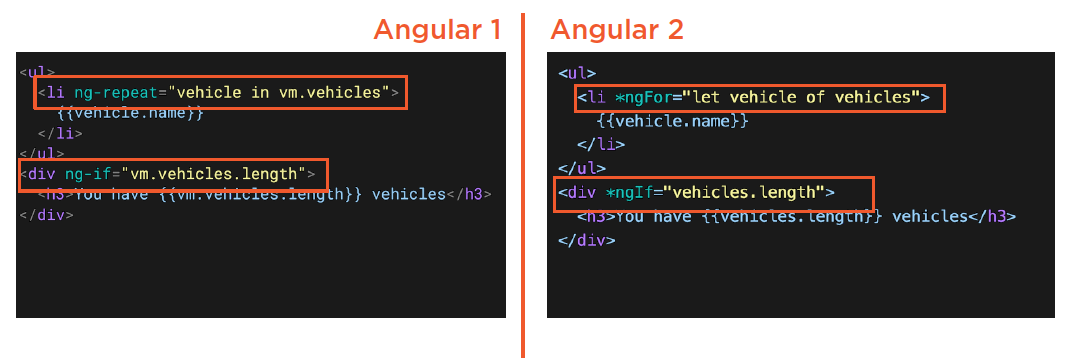 Angular 1
<ul>
<li ng-repeat="vehicle in vm.vehicles">
{{vehicle.name}}
</li>
</ul>
<div ng-if="vm.vehicles.length">
<h3>You have {{vm.vehicles.length}} vehicles</h3>
</div>
Angular 2
<ul>
<li *ngFor="let vehicle of vehicles">
{{vehicle.name}}
</li>
</ul>
<div *ngIf="vehicles.length">
<h3>You have {{vehicles.length}} vehicles</h3>
</div>